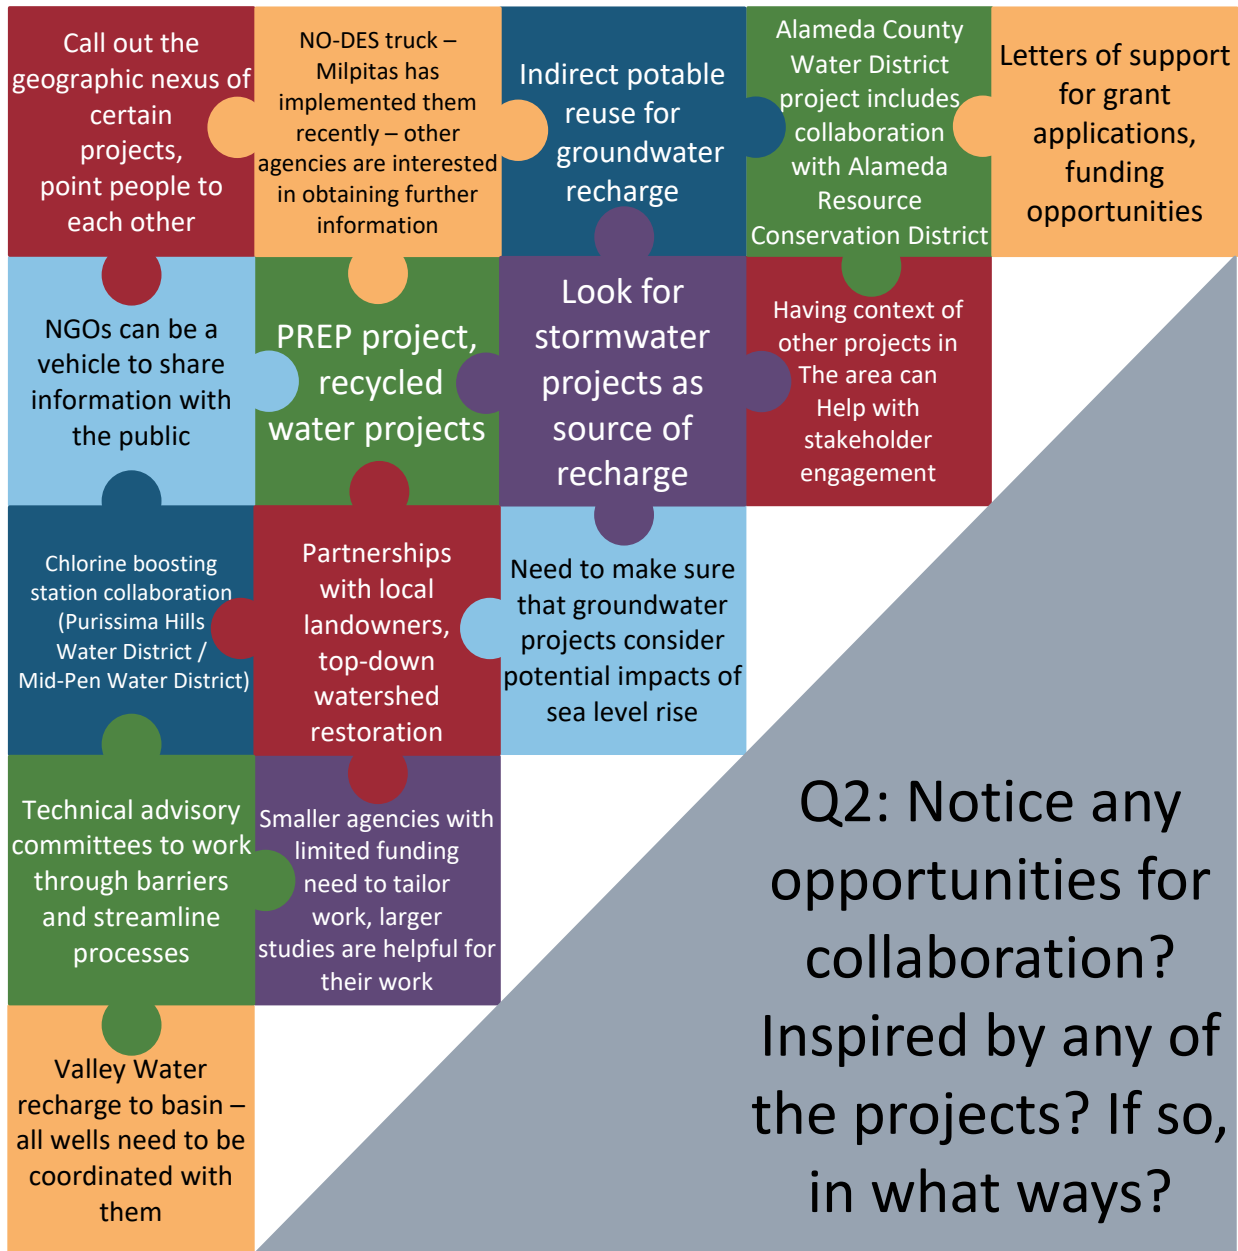 Call out the
geographic nexus of
certain
projects,
point people to
each other
NO-DES truck –
Milpitas has
implemented them
recently – other
agencies are interested
in obtaining further
information
Indirect potable
reuse for
groundwater
recharge
Alameda County
Water District
project includes
collaboration
with Alameda
Resource
Conservation District
Letters of support
for grant
applications,
funding
opportunities
NGOs can be a
vehicle to share
information with
the public
PREP project,
recycled
water projects
Look for
stormwater
projects as
source of
recharge
Having context of
other projects in
The area can
Help with
stakeholder
engagement
Chlorine boosting
station collaboration
(Purissima Hills
Water District /
Mid-Pen Water District)
Partnerships
with local
landowners,
top-down
watershed
restoration
Need to make sure
that groundwater
projects consider
potential impacts of
sea level rise
Technical advisory
committees to work
through barriers
and streamline
processes
Smaller agencies with
limited funding
need to tailor
work, larger
studies are helpful for
their work
Valley Water
recharge to basin –
all wells need to be
coordinated with
them
Q2: Notice any
opportunities for
collaboration?
Inspired by any of
the projects? If so,
in what ways?